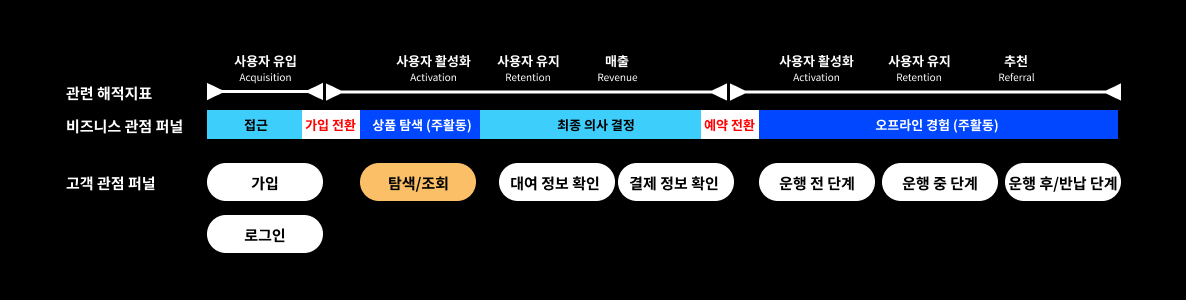 사용자 유입 사용자 활성화 사용자 유지 매출 사용자 활성화 사용자 유지 추천
Acquisition Activation Retention Revenue Activation Retention Referral
관련 해적지표
비즈니스 관점 퍼널 접근 가입 전환 상품 탐색 (주활동) 최종 의사 결정 예약 전환 오프라인 경험 (주활동)
고객 관점 퍼널 가입 탐색/조회 대여 정보 확인 결제 정보 확인 운행 전 단계 운행 중 단계 운행 후/반납 단계
로그인